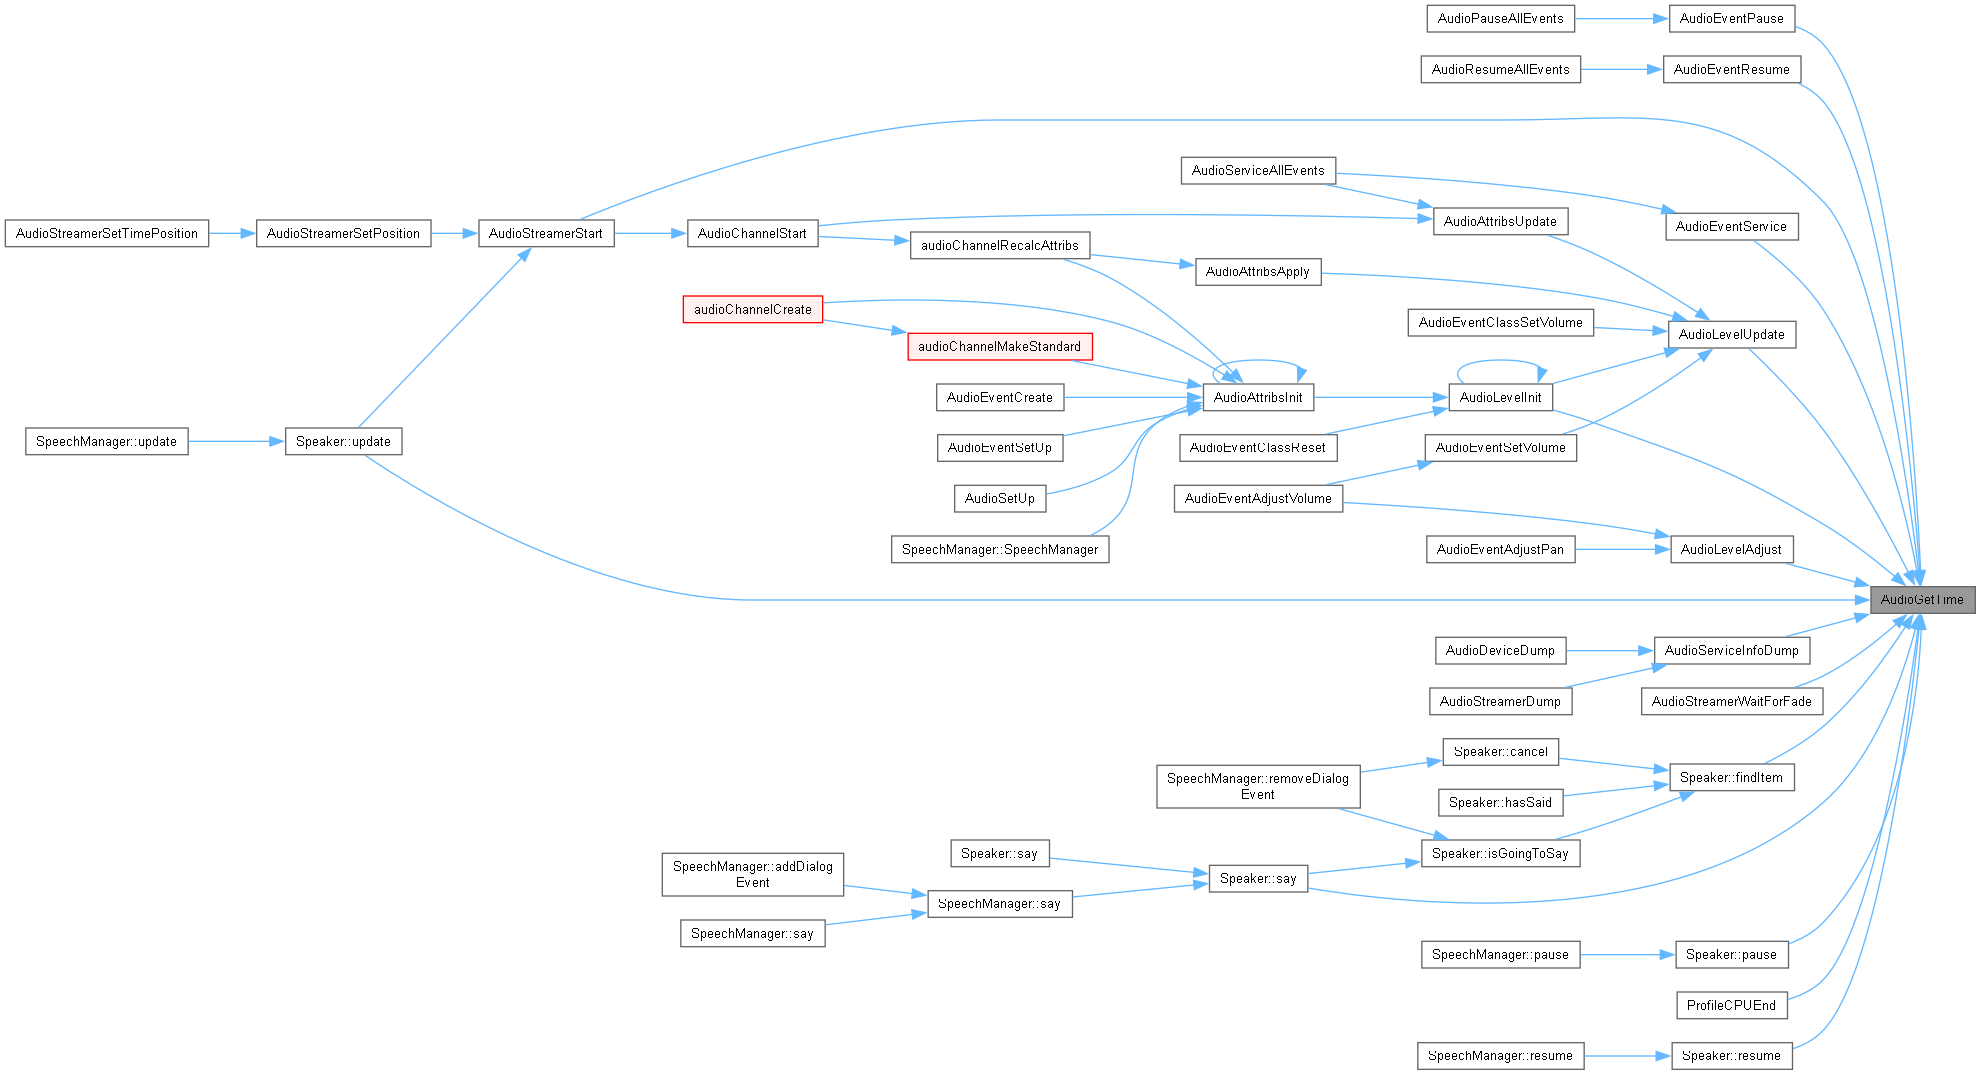 AudioPauseAllEvents
AudioEventPause
AudioResumeAllEvents
AudioEventResume
AudioServiceAllEvents
AudioAttribsUpdate
AudioEventService
AudioStreamerSetTimePosition
AudioStreamerSetPosition
AudioStreamerStart
AudioChannelStart
audioChannelRecalcAttribs
AudioAttribsApply
audioChannelCreate
AudioEventClassSetVolume
AudioLevelUpdate
audioChannelMakeStandard
AudioEventCreate
AudioAttribsInit
AudioLevelInit
SpeechManager::update
Speaker::update
AudioEventSetUp
AudioEventClassReset
AudioEventSetVolume
AudioSetUp
AudioEventAdjustVolume
SpeechManager::SpeechManager
AudioEventAdjustPan
AudioLevelAdjust
AudioGetTime
AudioDeviceDump
AudioServiceInfoDump
AudioStreamerDump
AudioStreamerWaitForFade
Speaker::cancel
SpeechManager::removeDialog
Event
Speaker::findItem
Speaker::hasSaid
Speaker::say
Speaker::isGoingToSay
SpeechManager::addDialog
Event
Speaker::say
SpeechManager::say
SpeechManager::say
SpeechManager::pause
Speaker::pause
ProfileCPUEnd
SpeechManager::resume
Speaker::resume